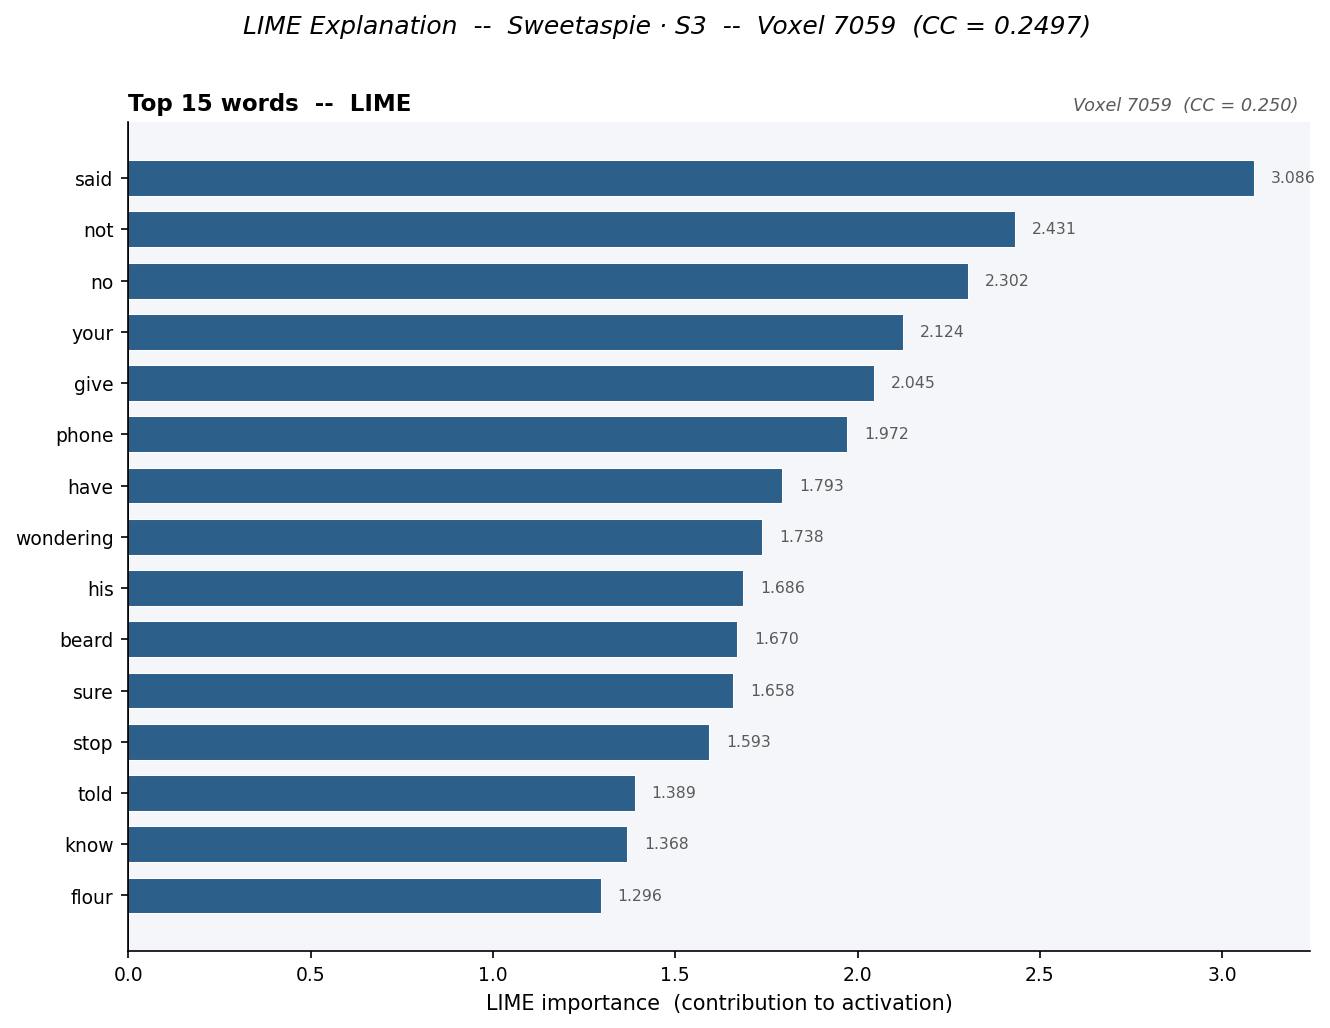 LIME Explanation -- Sweetaspie · S3 -- Voxel 7059 (CC = 0.2497)
Top 15 words -- LIME
Voxel 7059 (CC = 0.250)
said 3.086
not 2.431
no 2.302
your 2.124
give 2.045
phone 1.972
have 1.793
wondering 1.738
his 1.686
beard 1.670
sure 1.658
stop 1.593
told 1.389
know 1.368
flour 1.296
0.0 0.5 1.0 1.5 2.0 2.5 3.0
LIME importance (contribution to activation)